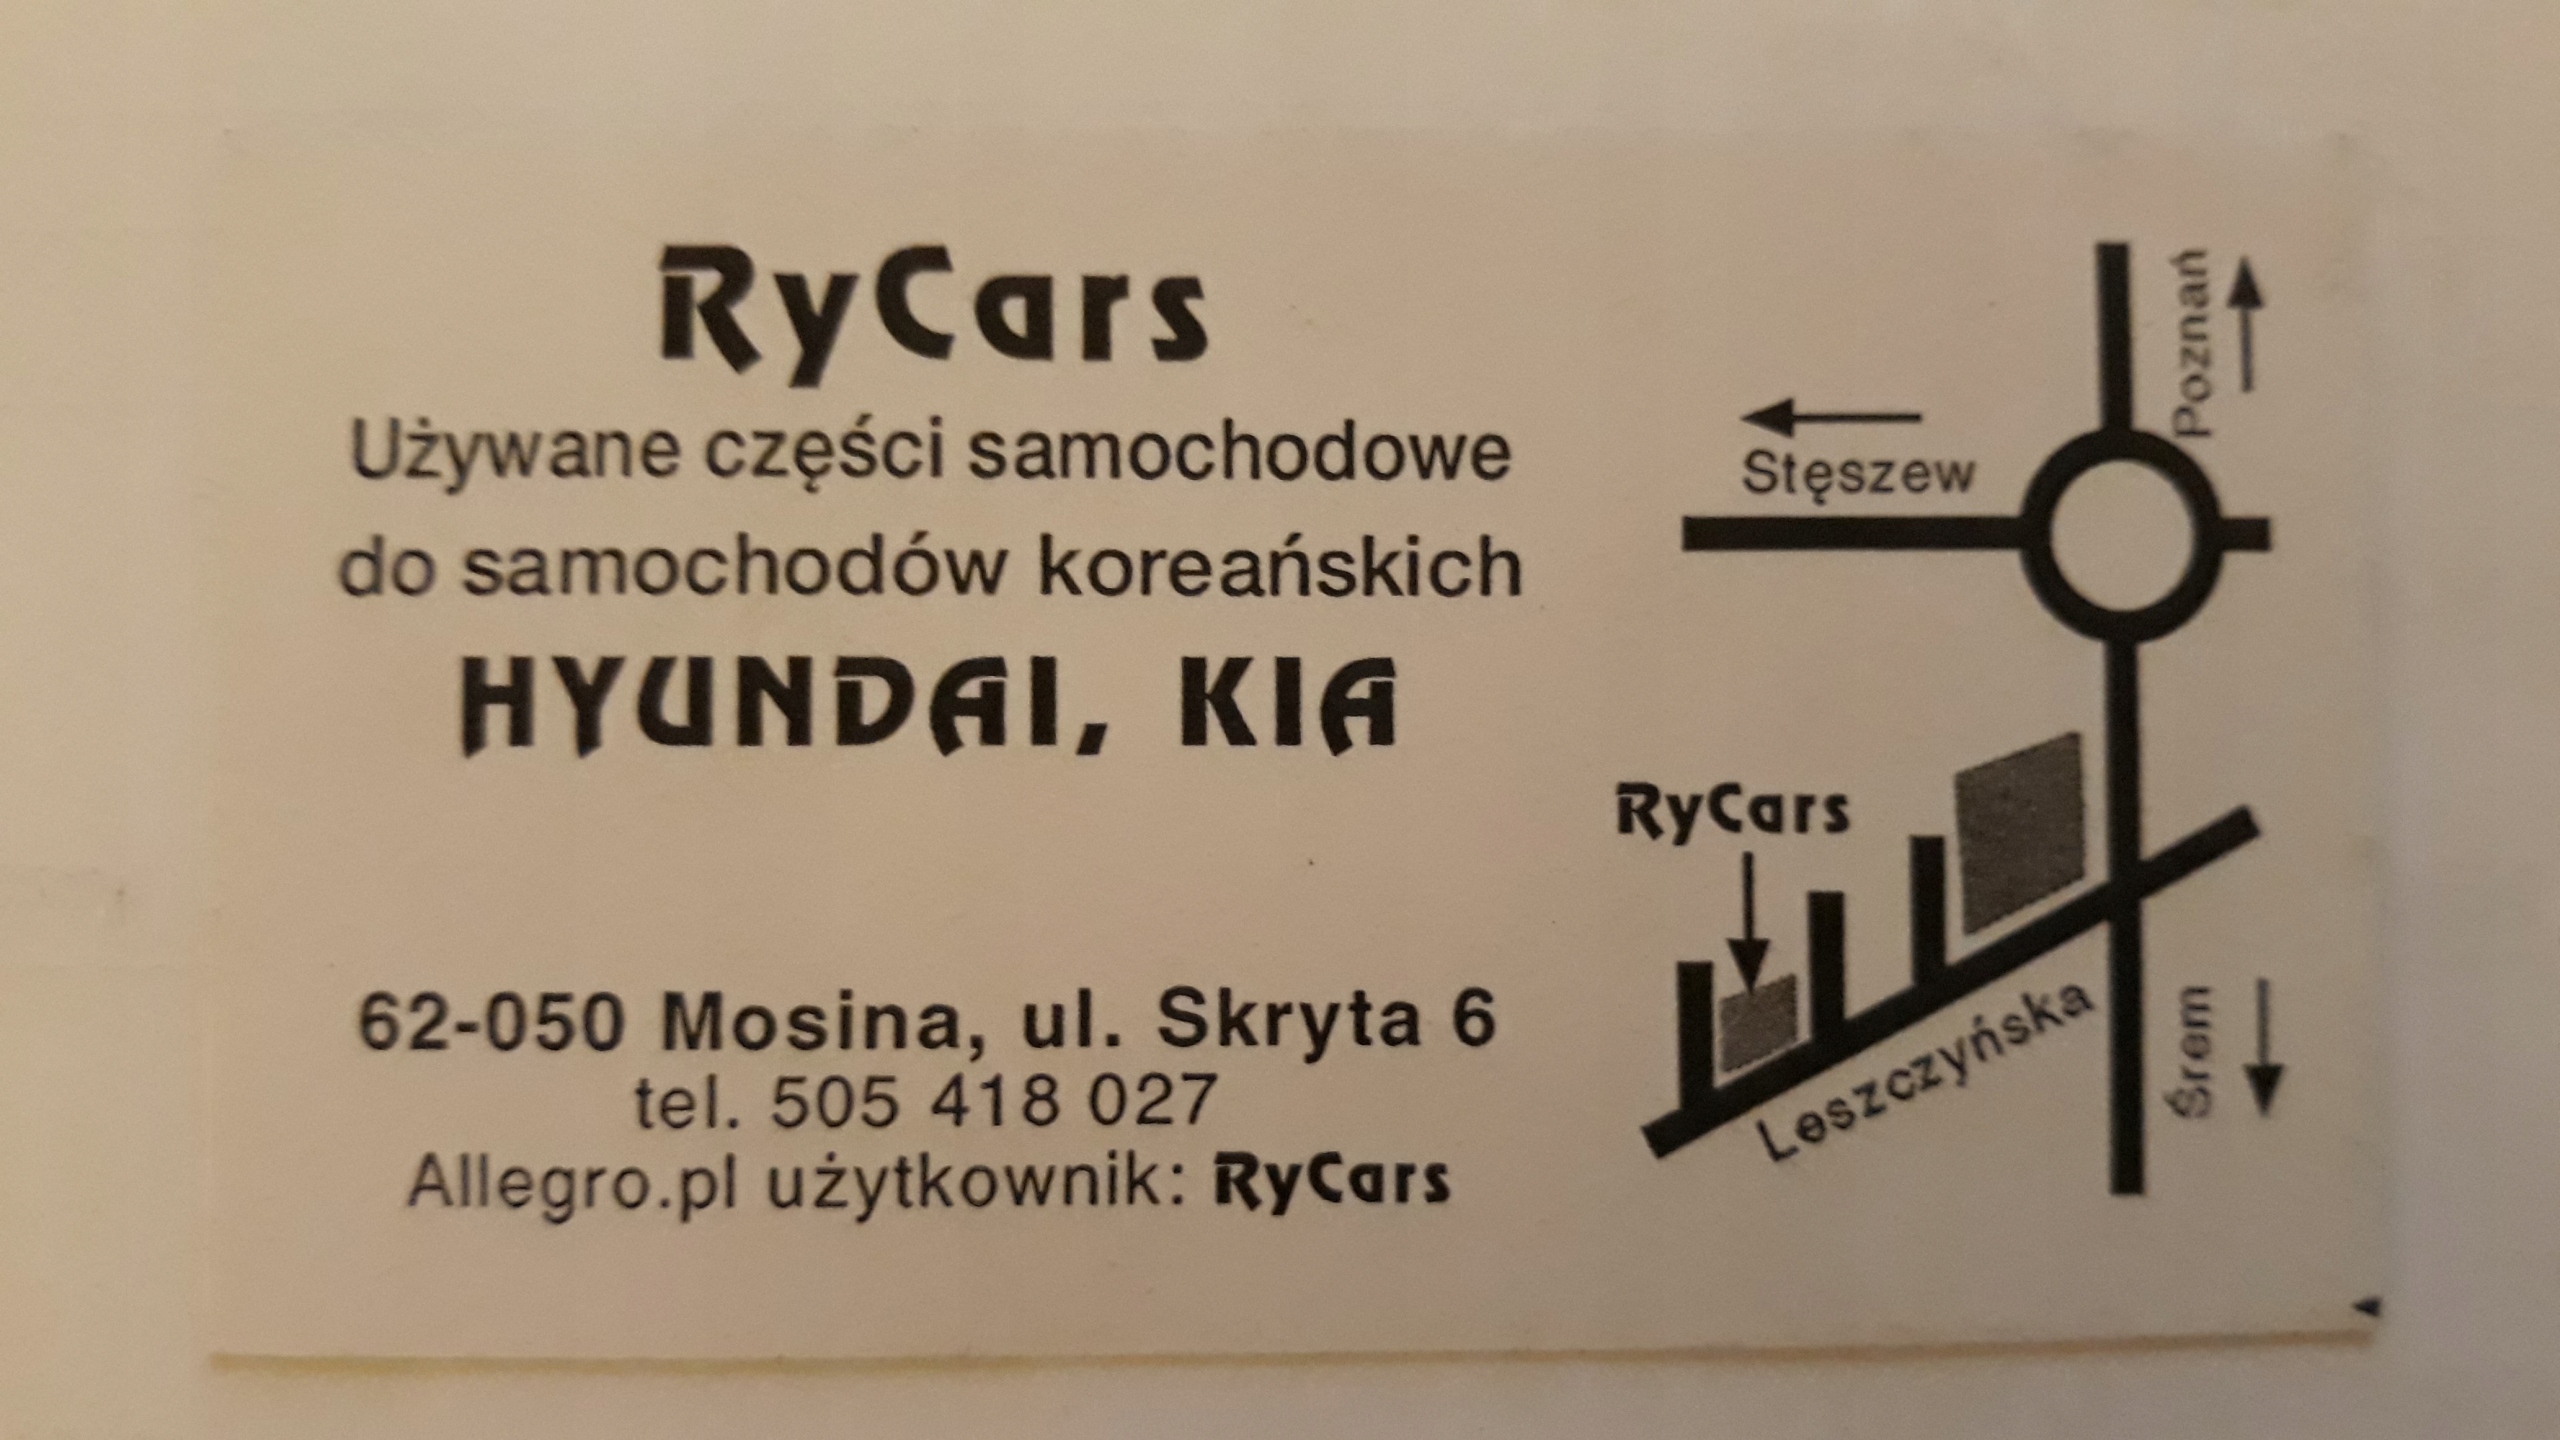 RyCars
Używane części samochodowe
do samochodów koreańskich
HYUNDAI, KIA
62-050 Mosina, ul. Skryta 6
tel. 505 418 027
Allegro.pl użytkownik: RyCars
Poznań
Stęszew
RyCars
Leszczyńska
Śrem